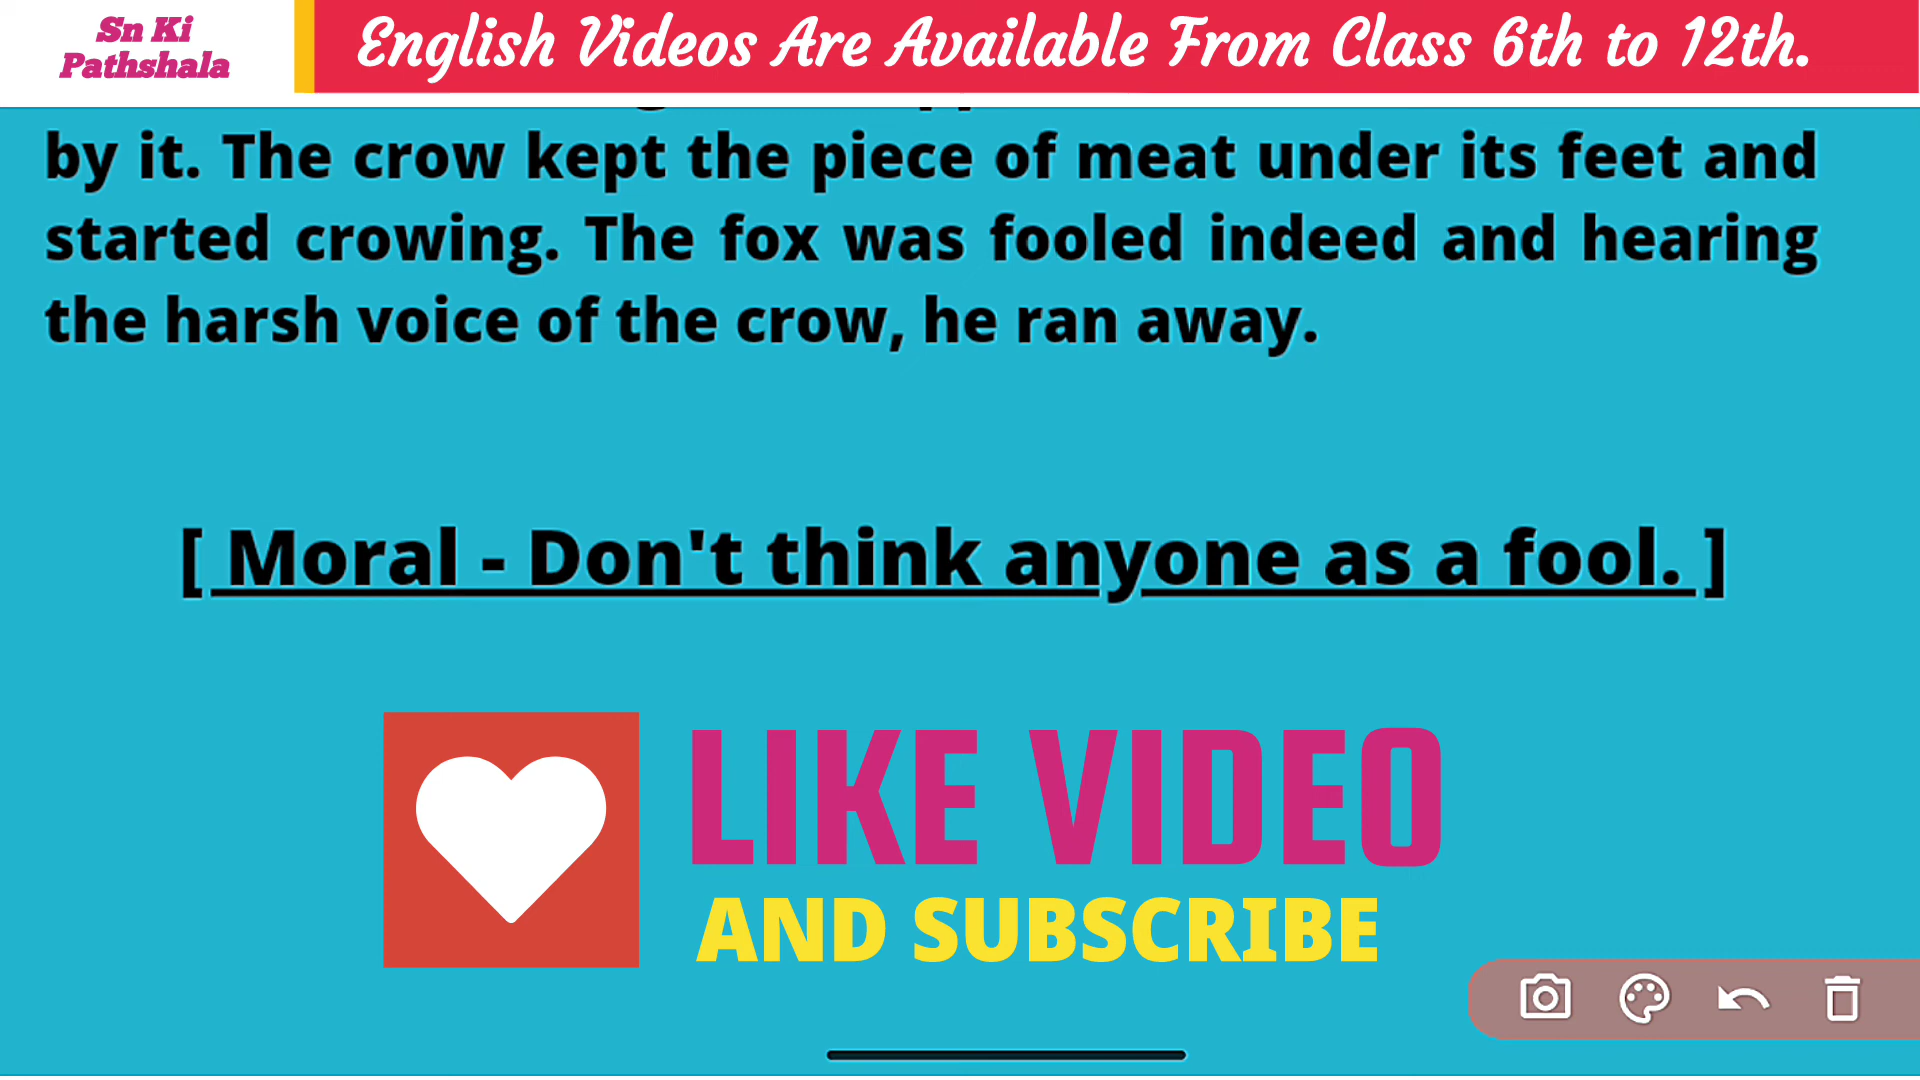 Sn Ki
Pathshala
English Videos Are Available From Class 6th to 12th.
by it. The crow kept the piece of meat under its feet and
started crowing. The fox was fooled indeed and hearing
the harsh voice of the crow, he ran away.
[ Moral - Don't think anyone as a fool. ]
LIKE VIDEO
AND SUBSCRIBE